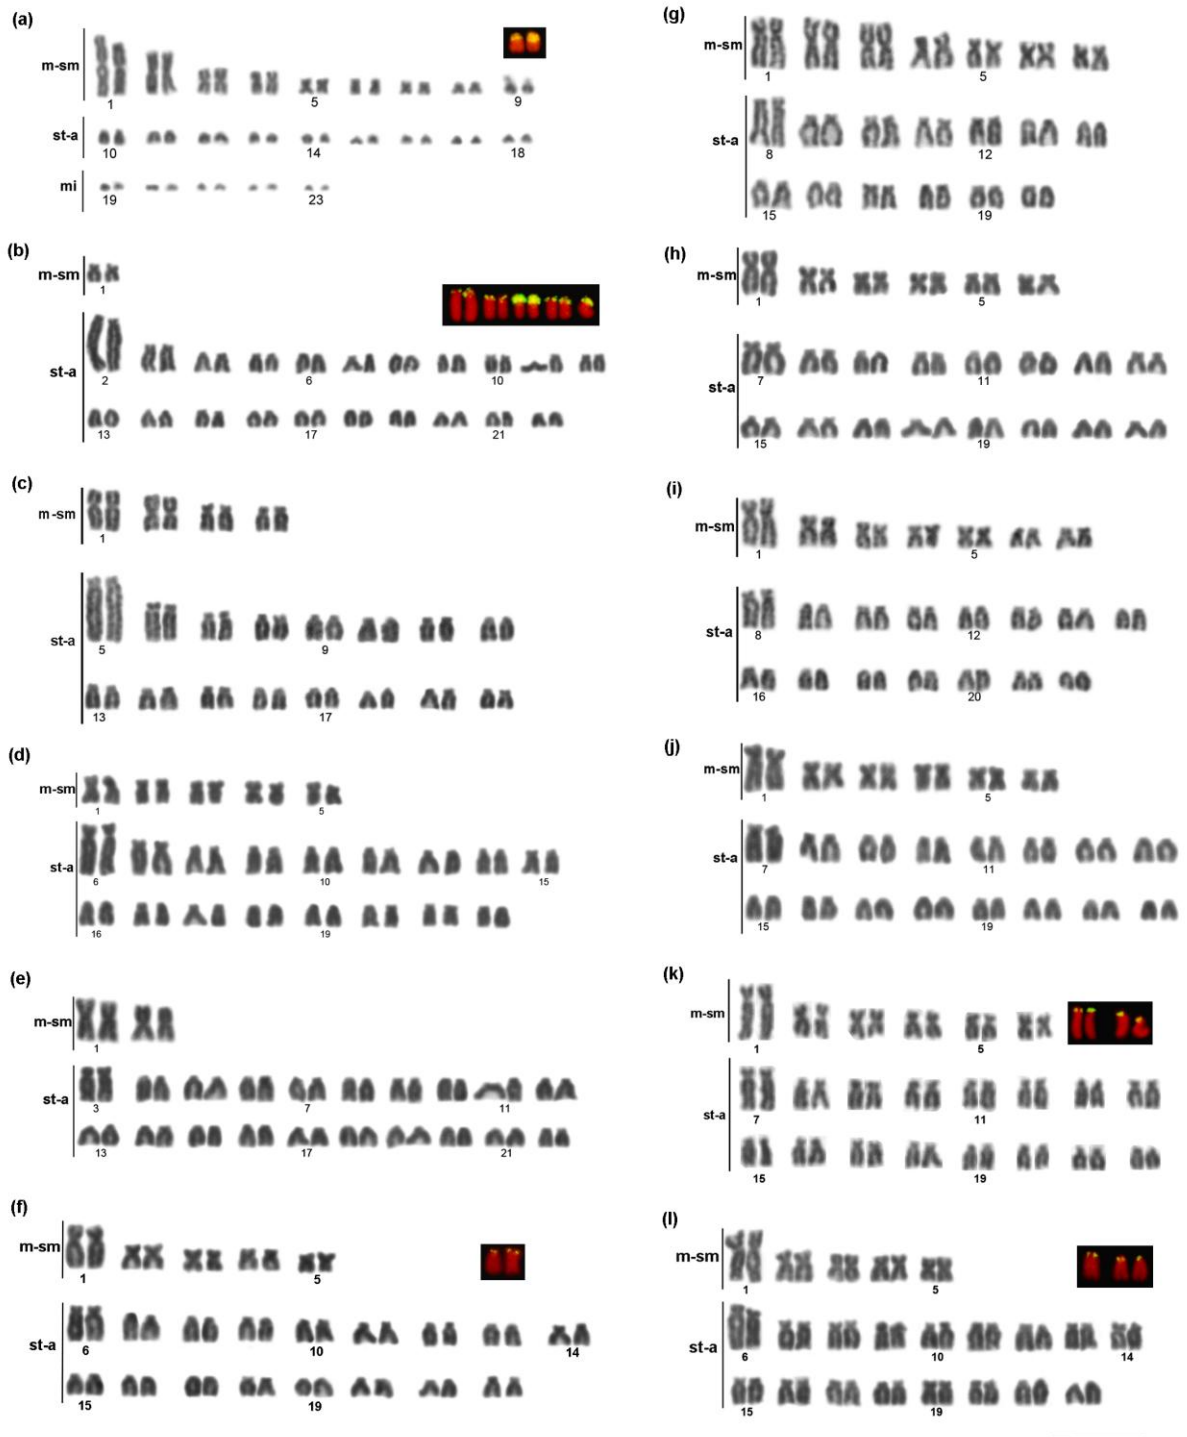 (a)
m-sm
1 5 9
st-a
10 14 18
mi
19 23
(b)
m-sm
1
st-a
2 6 10
13 17 21
(c)
m-sm
1
st-a
5 9
13 17
(d)
m-sm
1 5
st-a
6 10 15
16 19
(e)
m-sm
1
st-a
3 7 11
13 17 21
(f)
m-sm
1 5
st-a
6 10 14
15 19
(g)
m-sm
1 5
st-a
8 12
15 19
(h)
m-sm
1 5
st-a
7 11
15 19
(i)
m-sm
1 5
st-a
8 12
16 20
(j)
m-sm
1 5
st-a
7 11
15 19
(k)
m-sm
1 5
st-a
7 11
15 19
(l)
m-sm
1 5
st-a
6 10 14
15 19